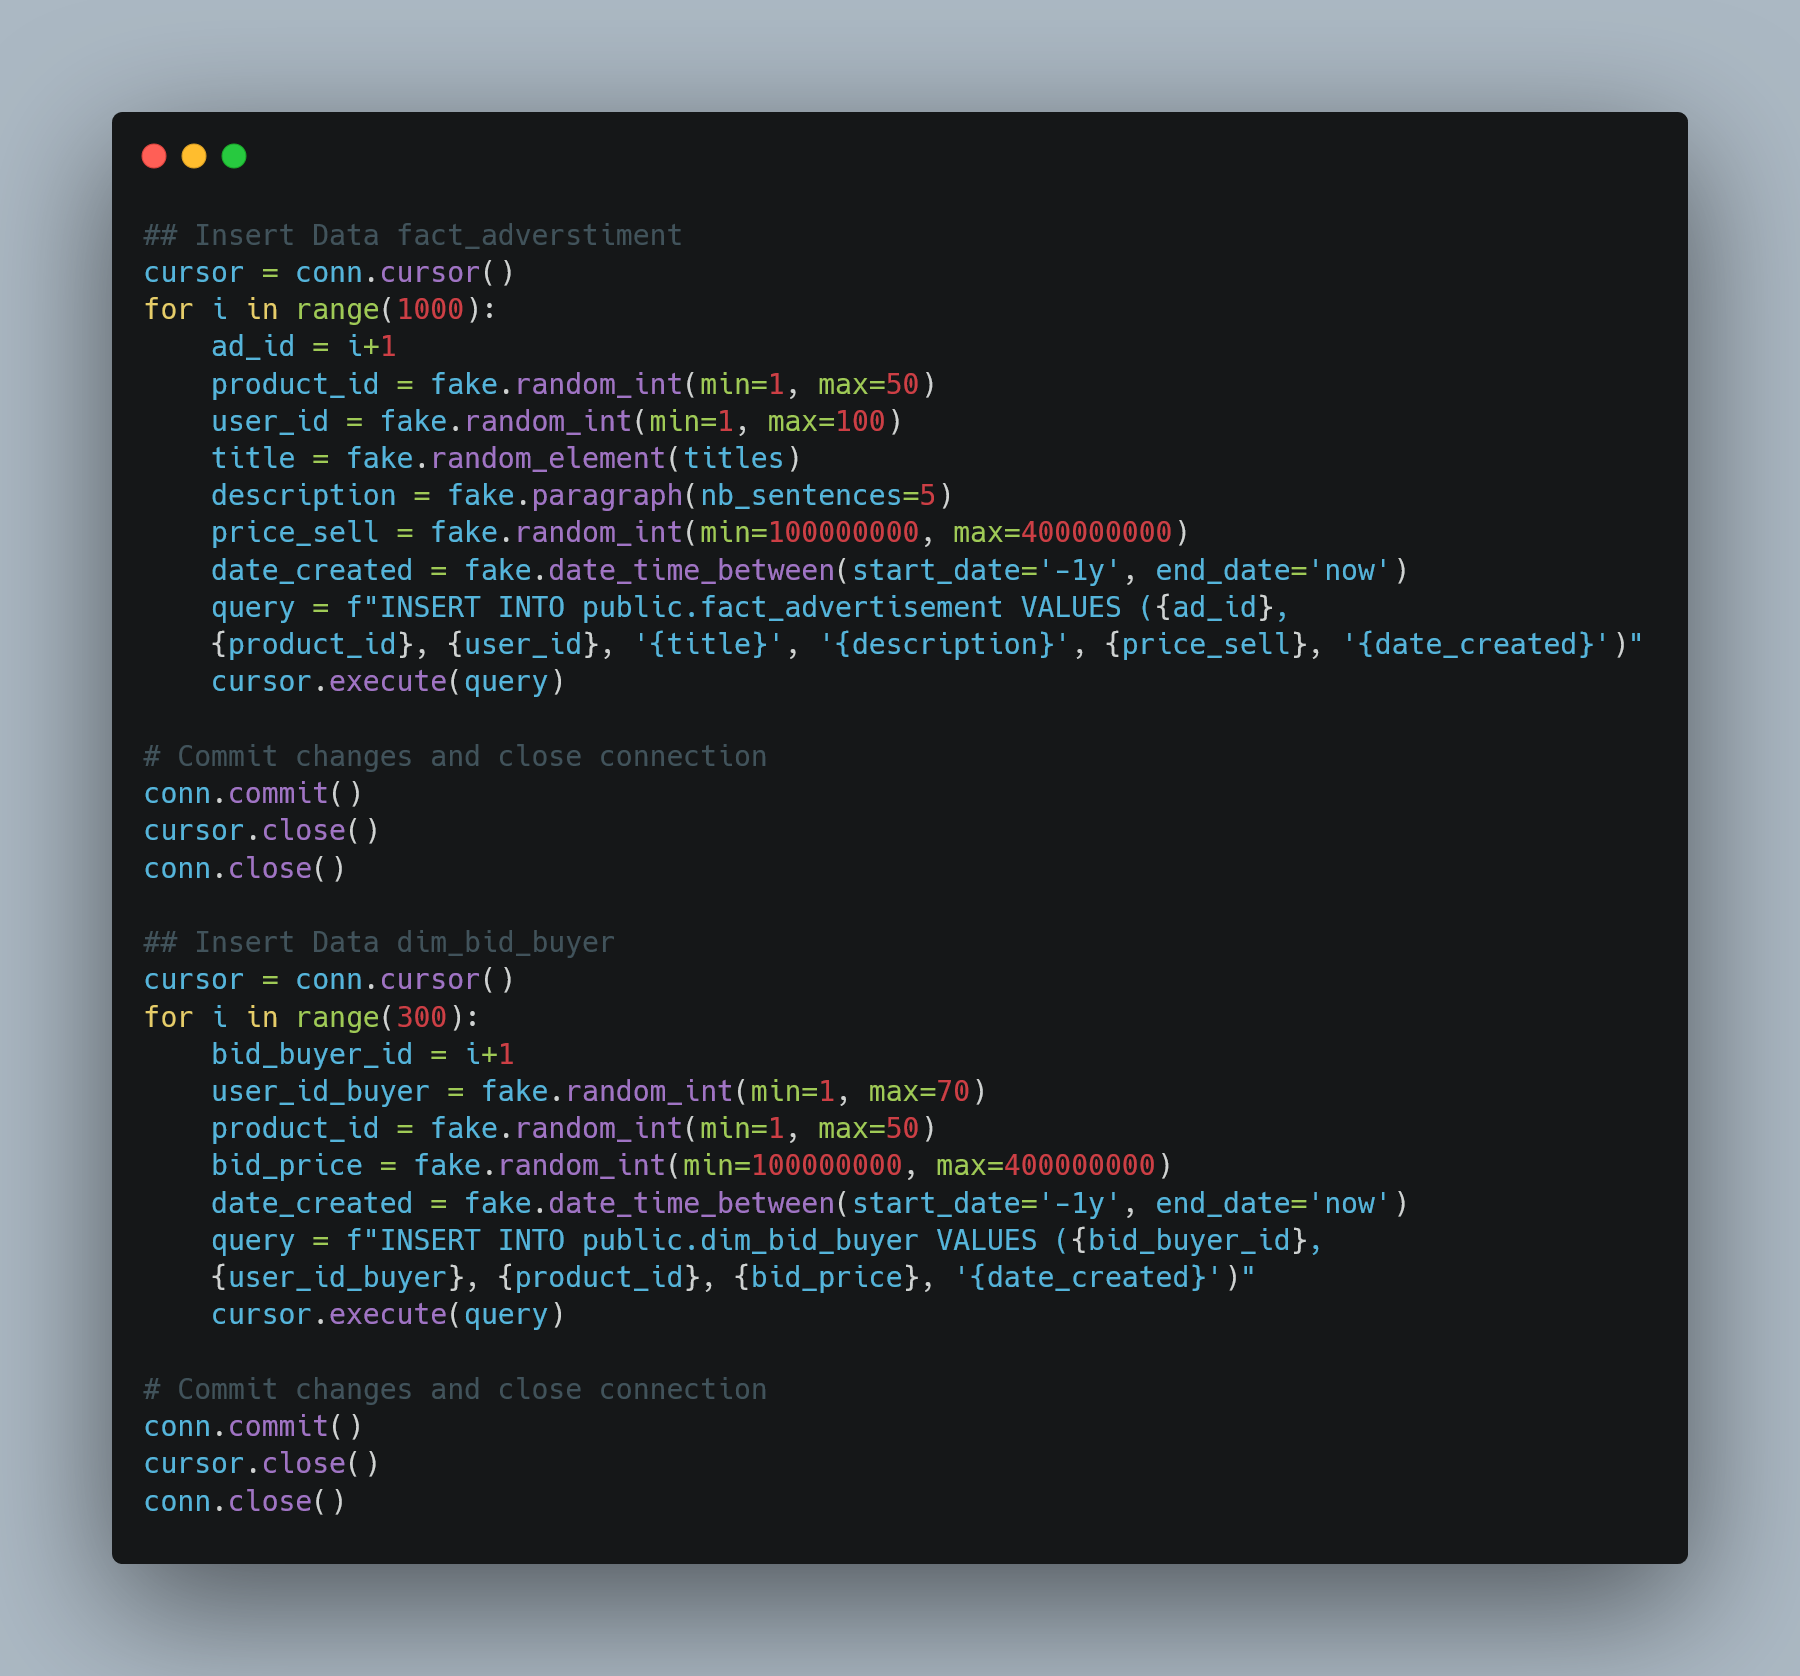 ## Insert Data fact_adverstiment
cursor = conn.cursor()
for i in range(1000):
    ad_id = i+1
    product_id = fake.random_int(min=1, max=50)
    user_id = fake.random_int(min=1, max=100)
    title = fake.random_element(titles)
    description = fake.paragraph(nb_sentences=5)
    price_sell = fake.random_int(min=100000000, max=400000000)
    date_created = fake.date_time_between(start_date='-1y', end_date='now')
    query = f"INSERT INTO public.fact_advertisement VALUES ({ad_id},
    {product_id}, {user_id}, '{title}', '{description}', {price_sell}, '{date_created}')"
    cursor.execute(query)

# Commit changes and close connection
conn.commit()
cursor.close()
conn.close()

## Insert Data dim_bid_buyer
cursor = conn.cursor()
for i in range(300):
    bid_buyer_id = i+1
    user_id_buyer = fake.random_int(min=1, max=70)
    product_id = fake.random_int(min=1, max=50)
    bid_price = fake.random_int(min=100000000, max=400000000)
    date_created = fake.date_time_between(start_date='-1y', end_date='now')
    query = f"INSERT INTO public.dim_bid_buyer VALUES ({bid_buyer_id},
    {user_id_buyer}, {product_id}, {bid_price}, '{date_created}')"
    cursor.execute(query)

# Commit changes and close connection
conn.commit()
cursor.close()
conn.close()